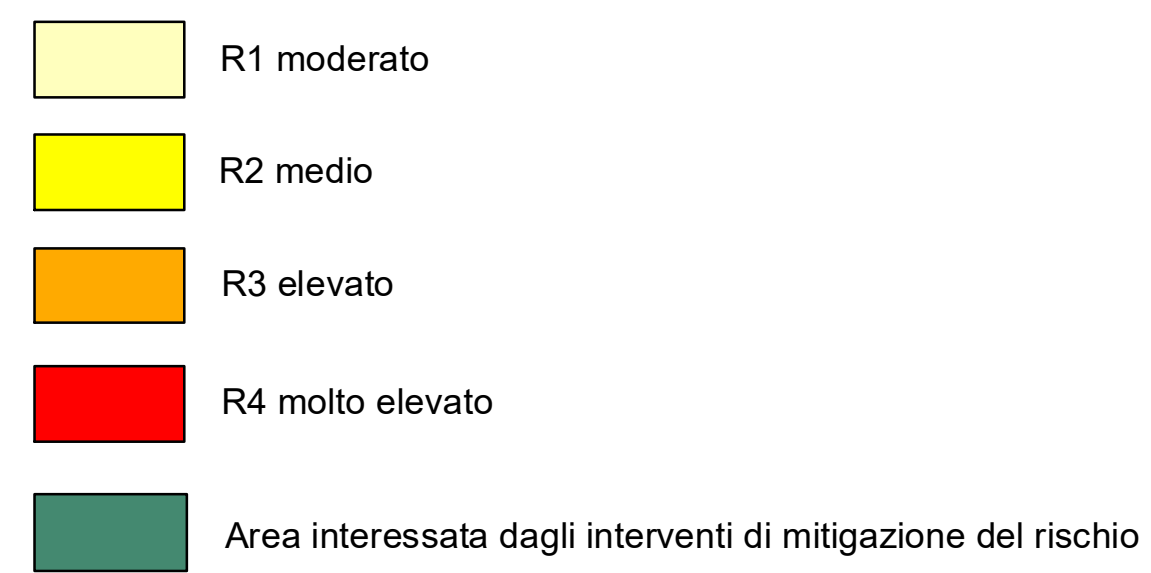 R1 moderato
R2 medio
R3 elevato
R4 molto elevato
Area interessata dagli interventi di mitigazione del rischio